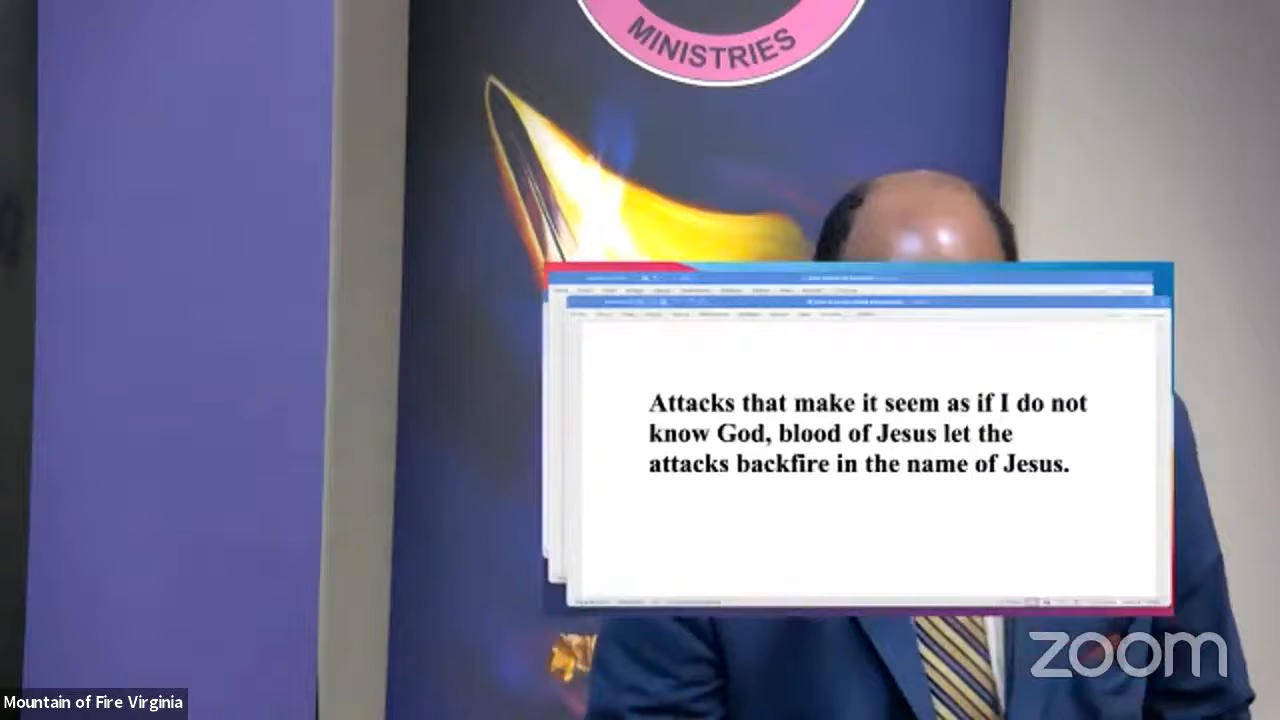 MINISTRIES
Attacks that make it seem as if I do not
know God, blood of Jesus let the
attacks backfire in the name of Jesus.
zoom
Mountain of Fire Virginia